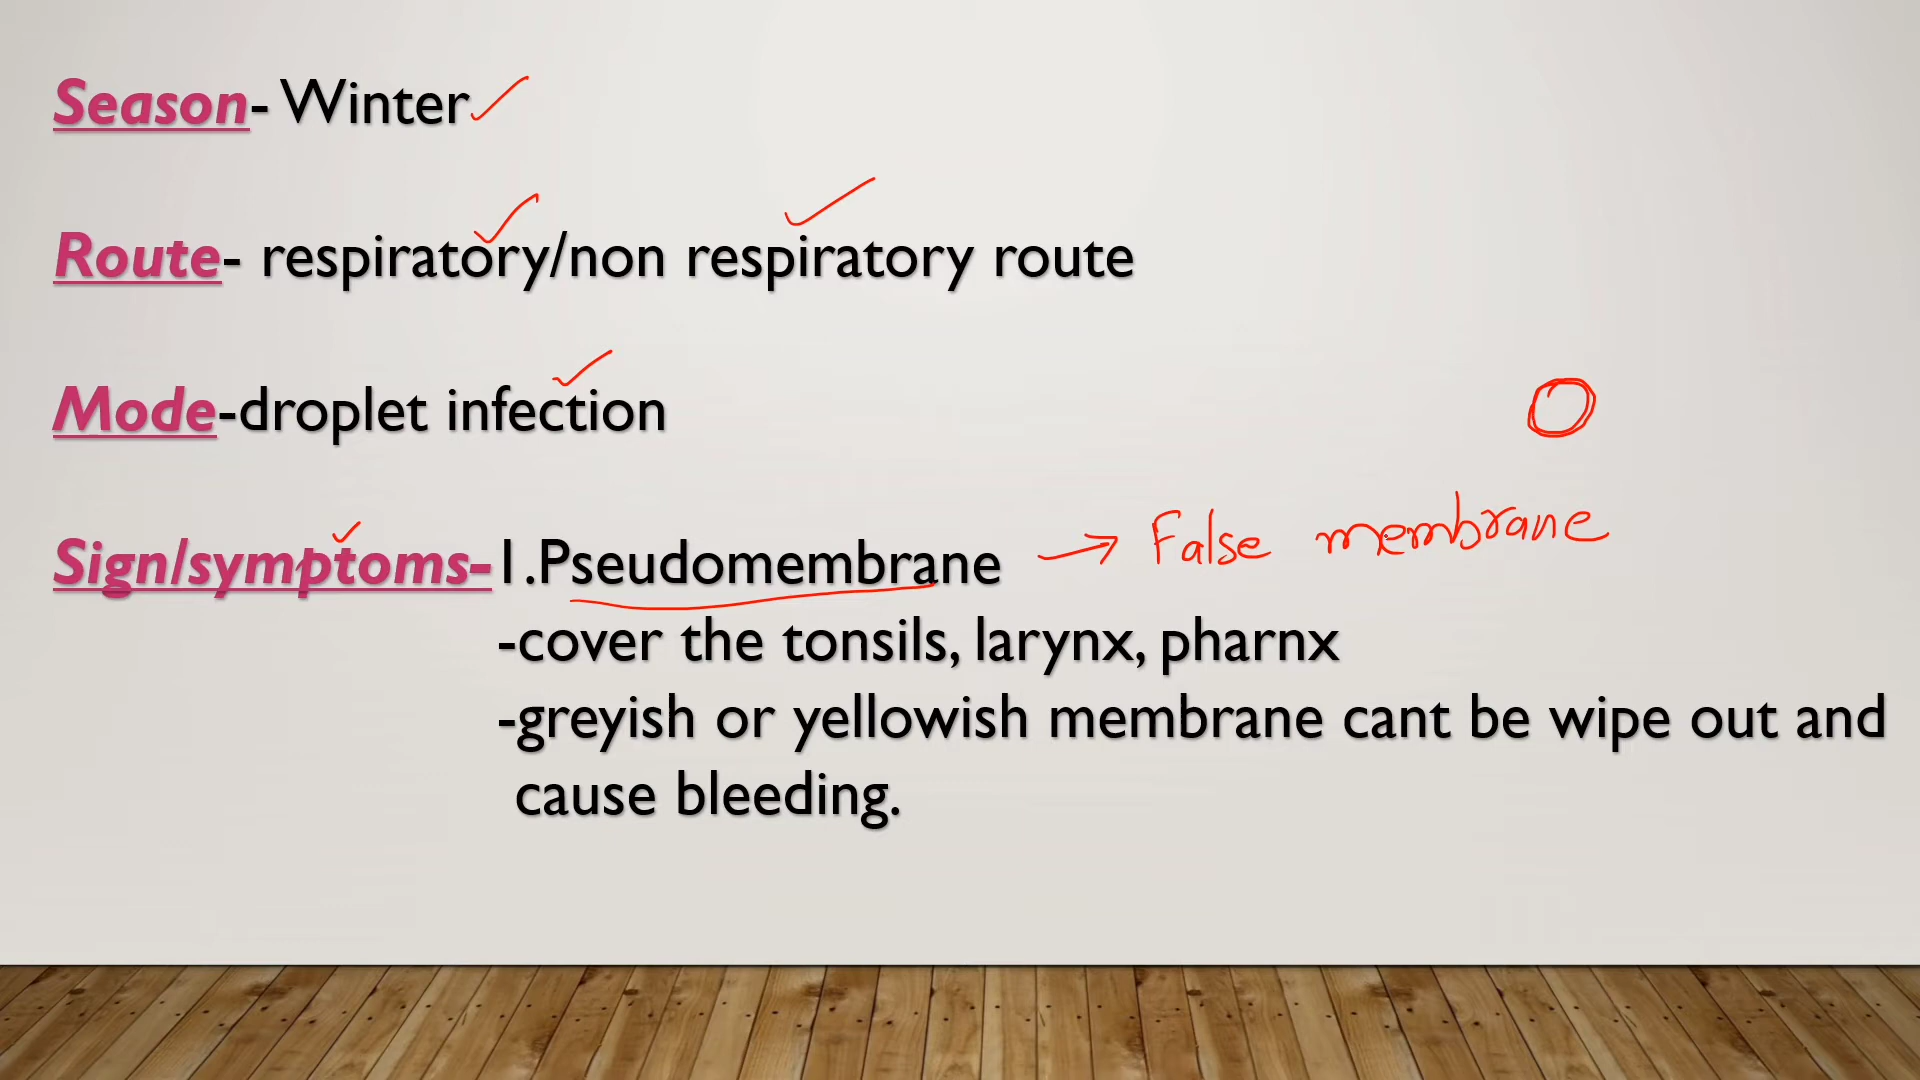 Season- Winter
Route- respiratory/non respiratory route
Mode-droplet infection
Sign/symptoms-1.Pseudomembrane → False membrane
-cover the tonsils, larynx, pharnx
-greyish or yellowish membrane cant be wipe out and
cause bleeding.